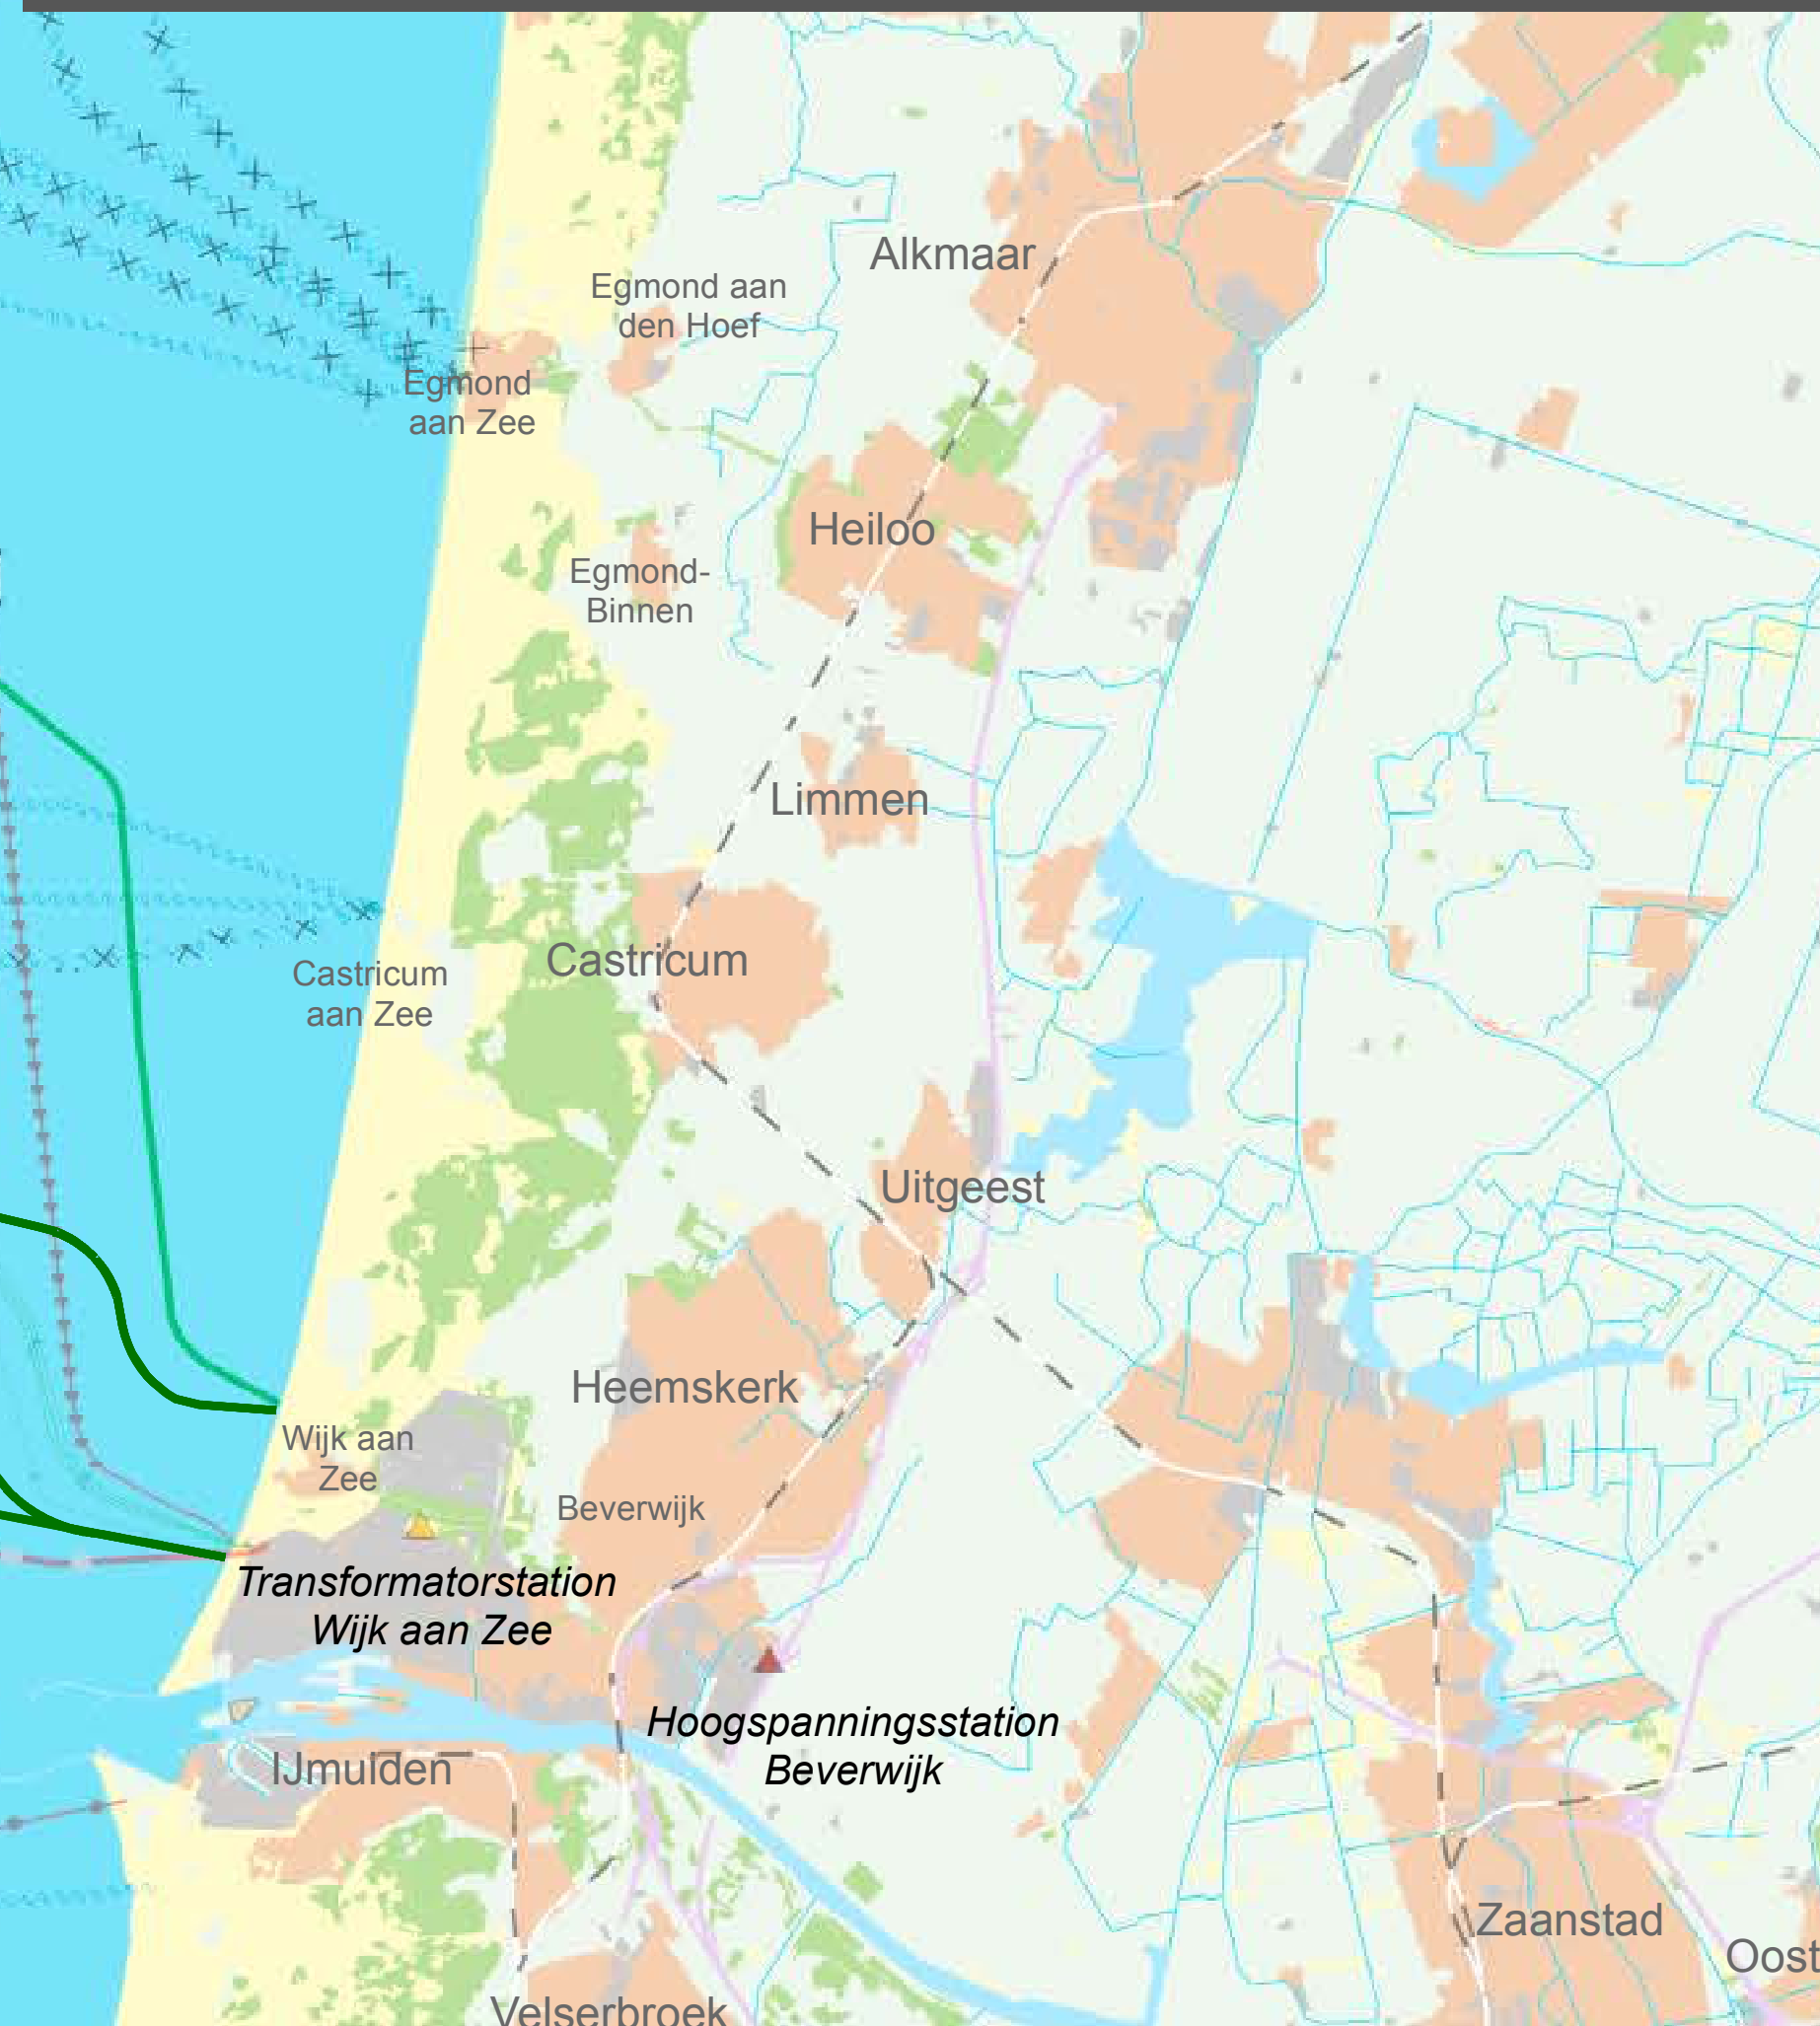 Alkmaar
Egmond aan
den Hoef
Egmond
aan Zee
Heiloo
Egmond-
Binnen
Limmen
Castricum
Castricum
aan Zee
Uitgeest
Heemskerk
Wijk aan
Zee
Beverwijk
Transformatorstation
Wijk aan Zee
Hoogspanningsstation
Beverwijk
IJmuiden
Zaanstad
Oost
Velserbroek